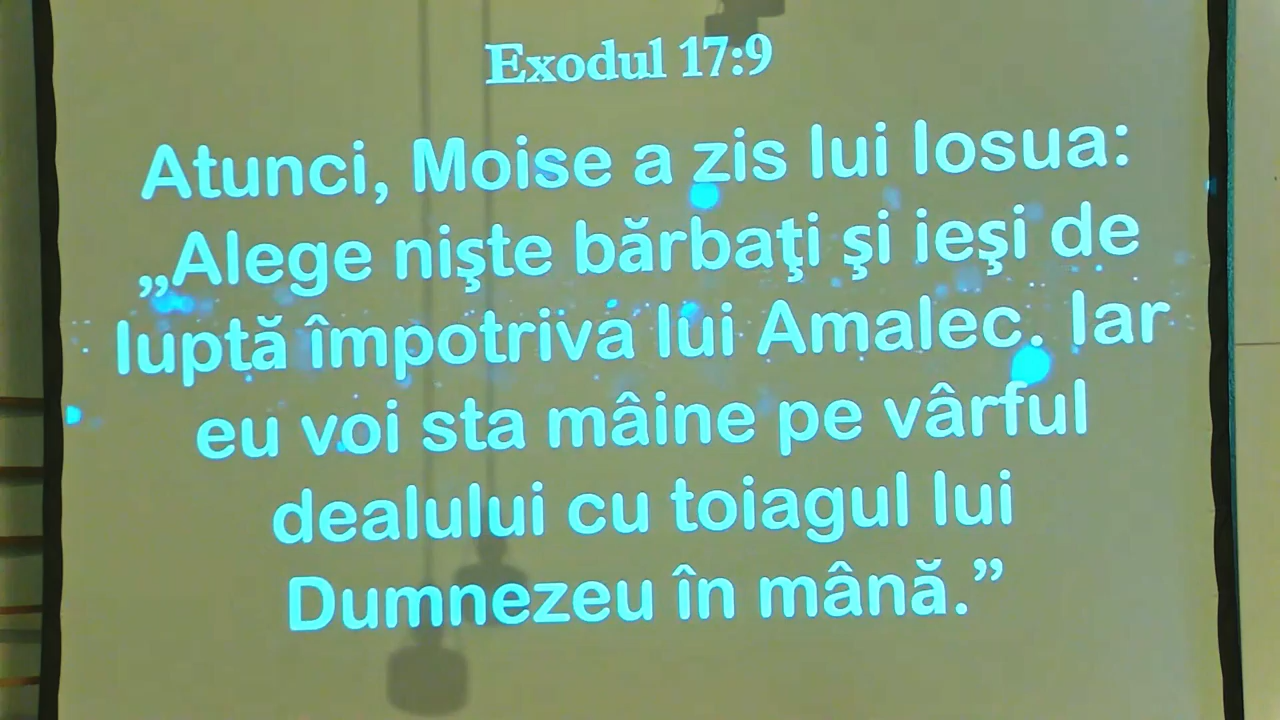 Exodul 17:9
Atunci, Moise a zis lui Iosua:
„Alege nişte bărbaţi şi ieşi de
luptă împotriva lui Amalec. Iar
eu voi sta mâine pe vârful
dealului cu toiagul lui
Dumnezeu în mână.”